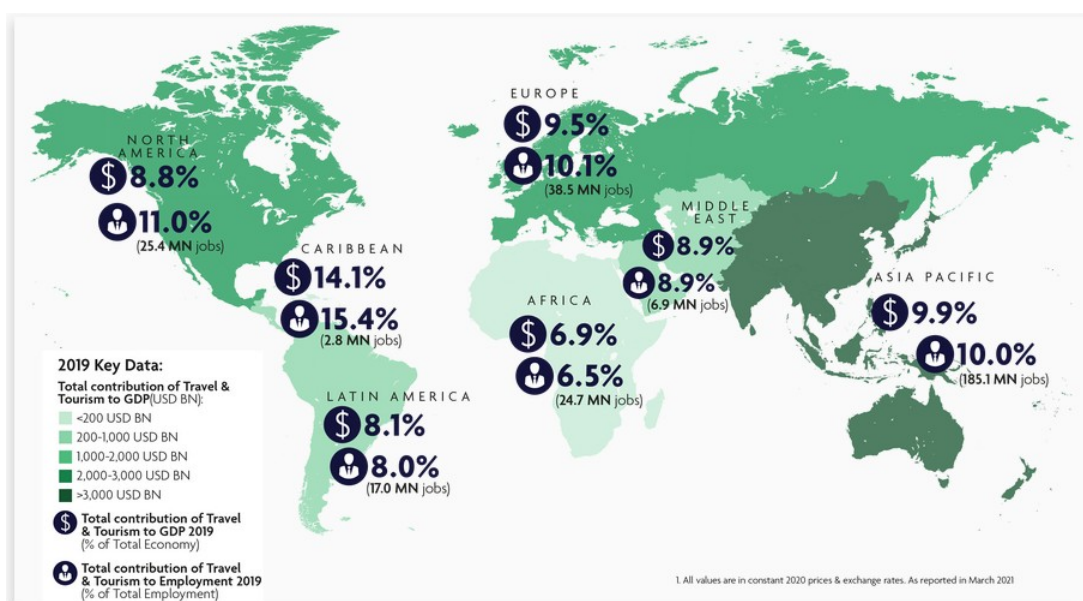 NORTH
AMERICA
8.8%
11.0%
(25.4 MN jobs)
CARIBBEAN
14.1%
15.4%
(2.8 MN jobs)
LATIN AMERICA
8.1%
8.0%
(17.0 MN jobs)
EUROPE
9.5%
10.1%
(38.5 MN jobs)
AFRICA
6.9%
6.5%
(24.7 MN jobs)
MIDDLE
EAST
8.9%
8.9%
(6.9 MN jobs)
ASIA PACIFIC
9.9%
10.0%
(185.1 MN jobs)
2019 Key Data:
Total contribution of Travel &
Tourism to GDP(USD BN):
<200 USD BN
200-1,000 USD BN
1,000-2,000 USD BN
2,000-3,000 USD BN
>3,000 USD BN
$ Total contribution of Travel
& Tourism to GDP 2019
(% of Total Economy)
Total contribution of Travel
& Tourism to Employment 2019
(% of Total Employment)
1. All values are in constant 2020 prices & exchange rates. As reported in March 2021